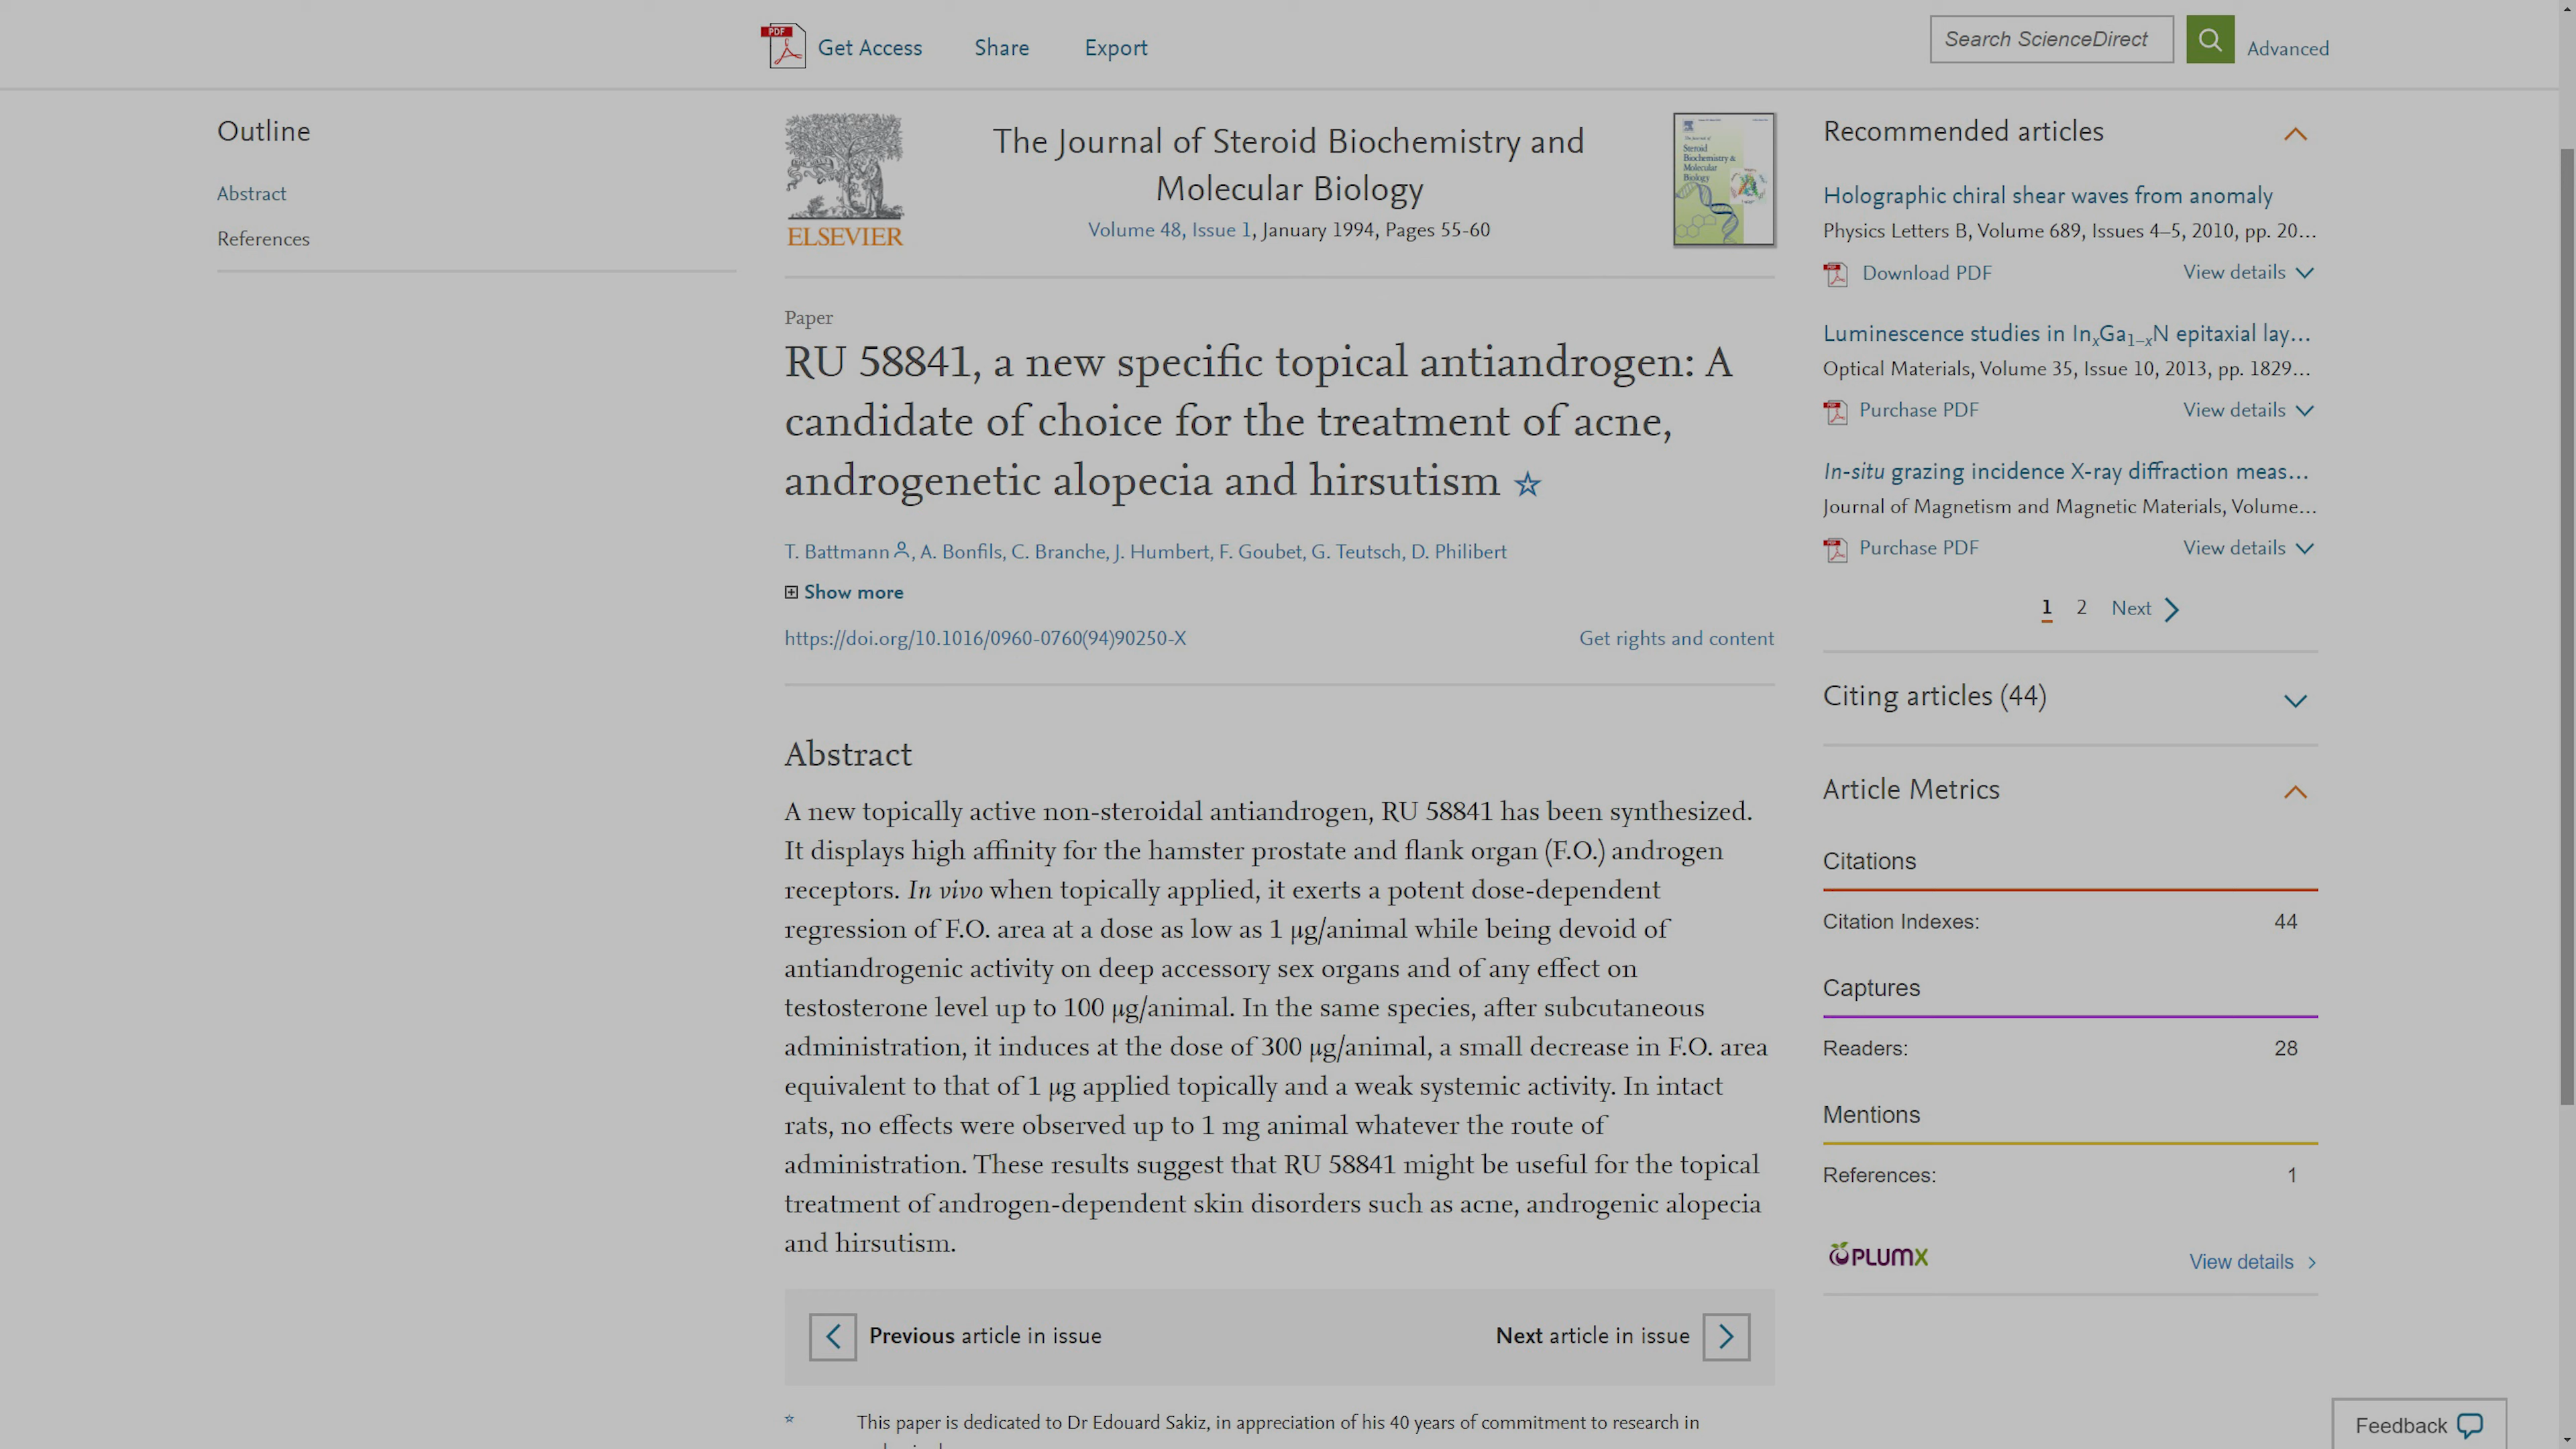 Get Access Share Export
Search ScienceDirect
Advanced
Outline
Abstract
References
ELSEVIER
The Journal of Steroid Biochemistry and
Molecular Biology
Volume 48, Issue 1, January 1994, Pages 55-60
The Journal of
Steroid
Biochemistry &
Molecular
Biology
Paper
RU 58841, a new specific topical antiandrogen: A
candidate of choice for the treatment of acne,
androgenetic alopecia and hirsutism ☆
T. Battmann, A. Bonfils, C. Branche, J. Humbert, F. Goubet, G. Teutsch, D. Philibert
Show more
https://doi.org/10.1016/0960-0760(94)90250-X
Get rights and content
Abstract
A new topically active non-steroidal antiandrogen, RU 58841 has been synthesized.
It displays high affinity for the hamster prostate and flank organ (F.O.) androgen
receptors. In vivo when topically applied, it exerts a potent dose-dependent
regression of F.O. area at a dose as low as 1 μg/animal while being devoid of
antiandrogenic activity on deep accessory sex organs and of any effect on
testosterone level up to 100 μg/animal. In the same species, after subcutaneous
administration, it induces at the dose of 300 μg/animal, a small decrease in F.O. area
equivalent to that of 1 μg applied topically and a weak systemic activity. In intact
rats, no effects were observed up to 1 mg animal whatever the route of
administration. These results suggest that RU 58841 might be useful for the topical
treatment of androgen-dependent skin disorders such as acne, androgenic alopecia
and hirsutism.
Previous article in issue
Next article in issue
☆ This paper is dedicated to Dr Edouard Sakiz, in appreciation of his 40 years of commitment to research in
Recommended articles
Holographic chiral shear waves from anomaly
Physics Letters B, Volume 689, Issues 4–5, 2010, pp. 20...
PDF Download PDF View details
Luminescence studies in InxGa1−xN epitaxial lay...
Optical Materials, Volume 35, Issue 10, 2013, pp. 1829...
PDF Purchase PDF View details
In-situ grazing incidence X-ray diffraction meas...
Journal of Magnetism and Magnetic Materials, Volume...
PDF Purchase PDF View details
1 2 Next
Citing articles (44)
Article Metrics
Citations
Citation Indexes: 44
Captures
Readers: 28
Mentions
References: 1
PLUMX
View details
Feedback